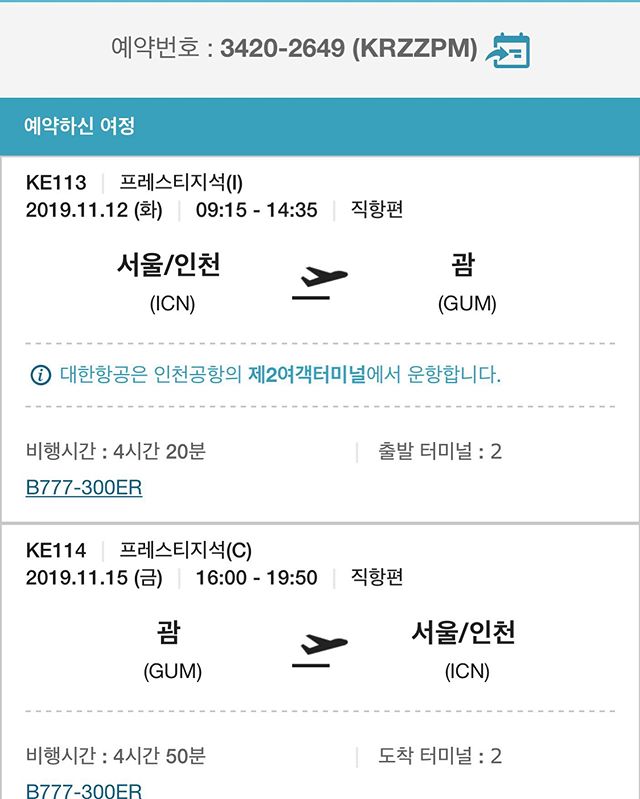 예약번호 : 3420-2649 (KRZZPM)
예약하신 여정
KE113 | 프레스티지석(I)
2019.11.12 (화) | 09:15 - 14:35 | 직항편
서울/인천 괌
(ICN) (GUM)
대한항공은 인천공항의 제2여객터미널에서 운항합니다.
비행시간 : 4시간 20분 | 출발 터미널 : 2
B777-300ER
KE114 | 프레스티지석(C)
2019.11.15 (금) | 16:00 - 19:50 | 직항편
괌 서울/인천
(GUM) (ICN)
비행시간 : 4시간 50분 | 도착 터미널 : 2
B777-300ER